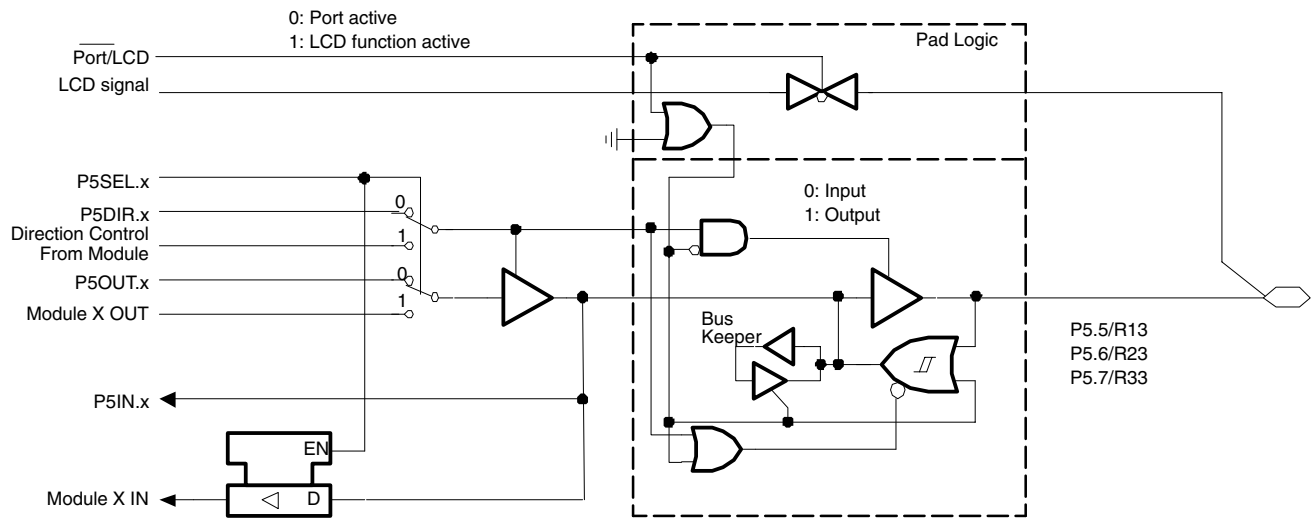 0: Port active
1: LCD function active
Pad Logic
Port/LCD
LCD signal
P5SEL.x
0
P5DIR.x
Direction Control
From Module
1
0: Input
1: Output
P5OUT.x
0
Module X OUT
1
Bus
Keeper
P5.5/R13
P5.6/R23
P5.7/R33
P5IN.x
EN
Module X IN
D